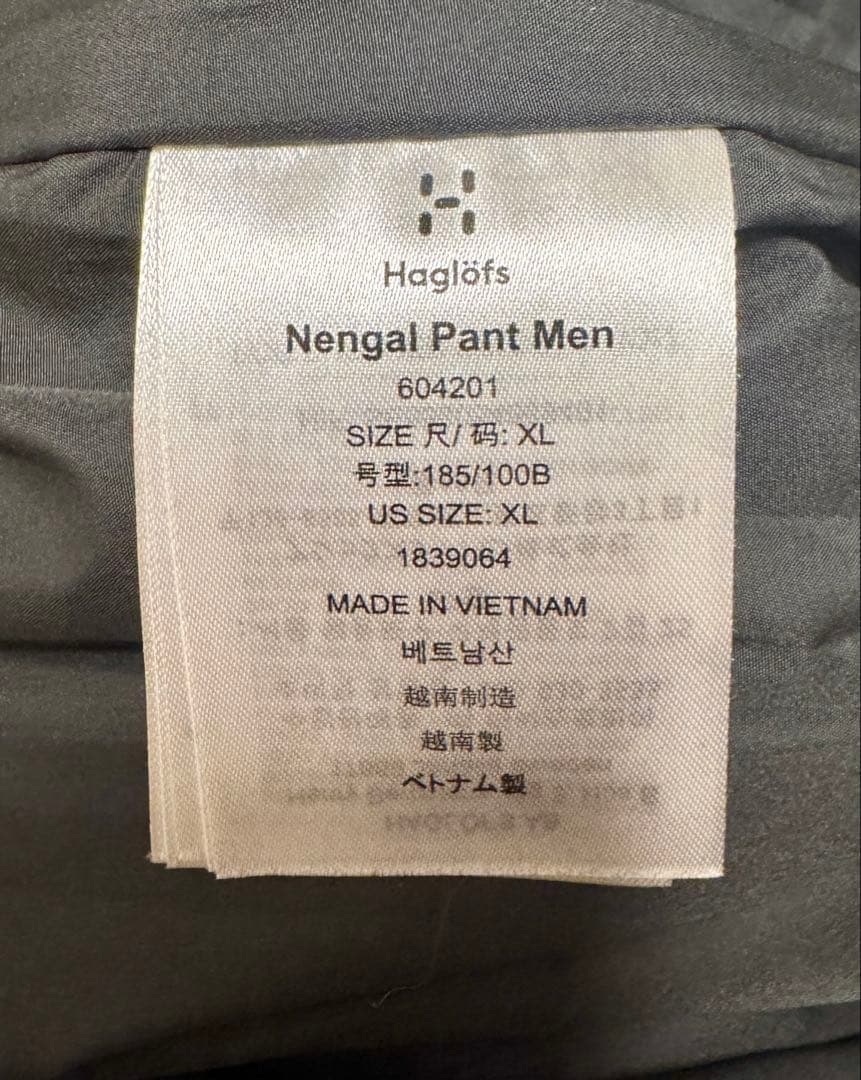 Haglöfs
Nengal Pant Men
604201
SIZE 尺/ 码: XL
号型:185/100B
US SIZE: XL
1839064
MADE IN VIETNAM
베트남산
越南制造
越南製
ベトナム製